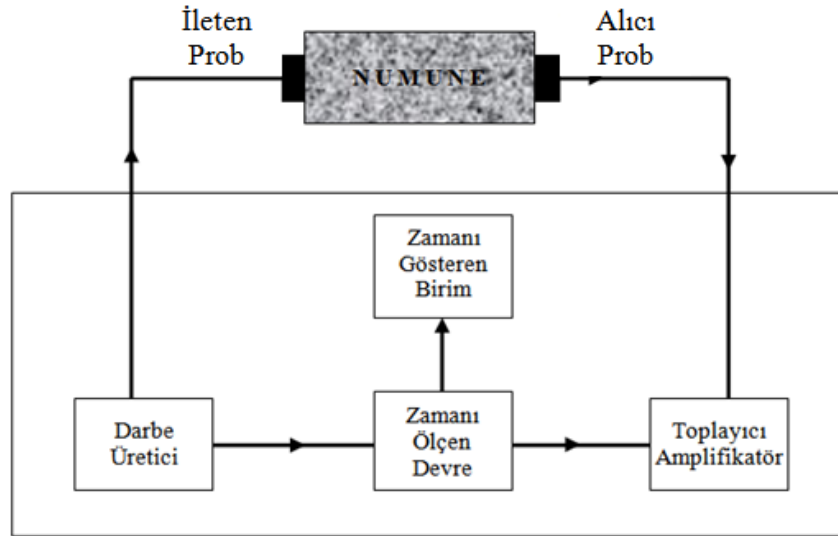 İleten
Prob
NUMUNE
Alıcı
Prob
Zamanı
Gösteren
Birim
Darbe
Üretici
Zamanı
Ölçen
Devre
Toplayıcı
Amplifikatör